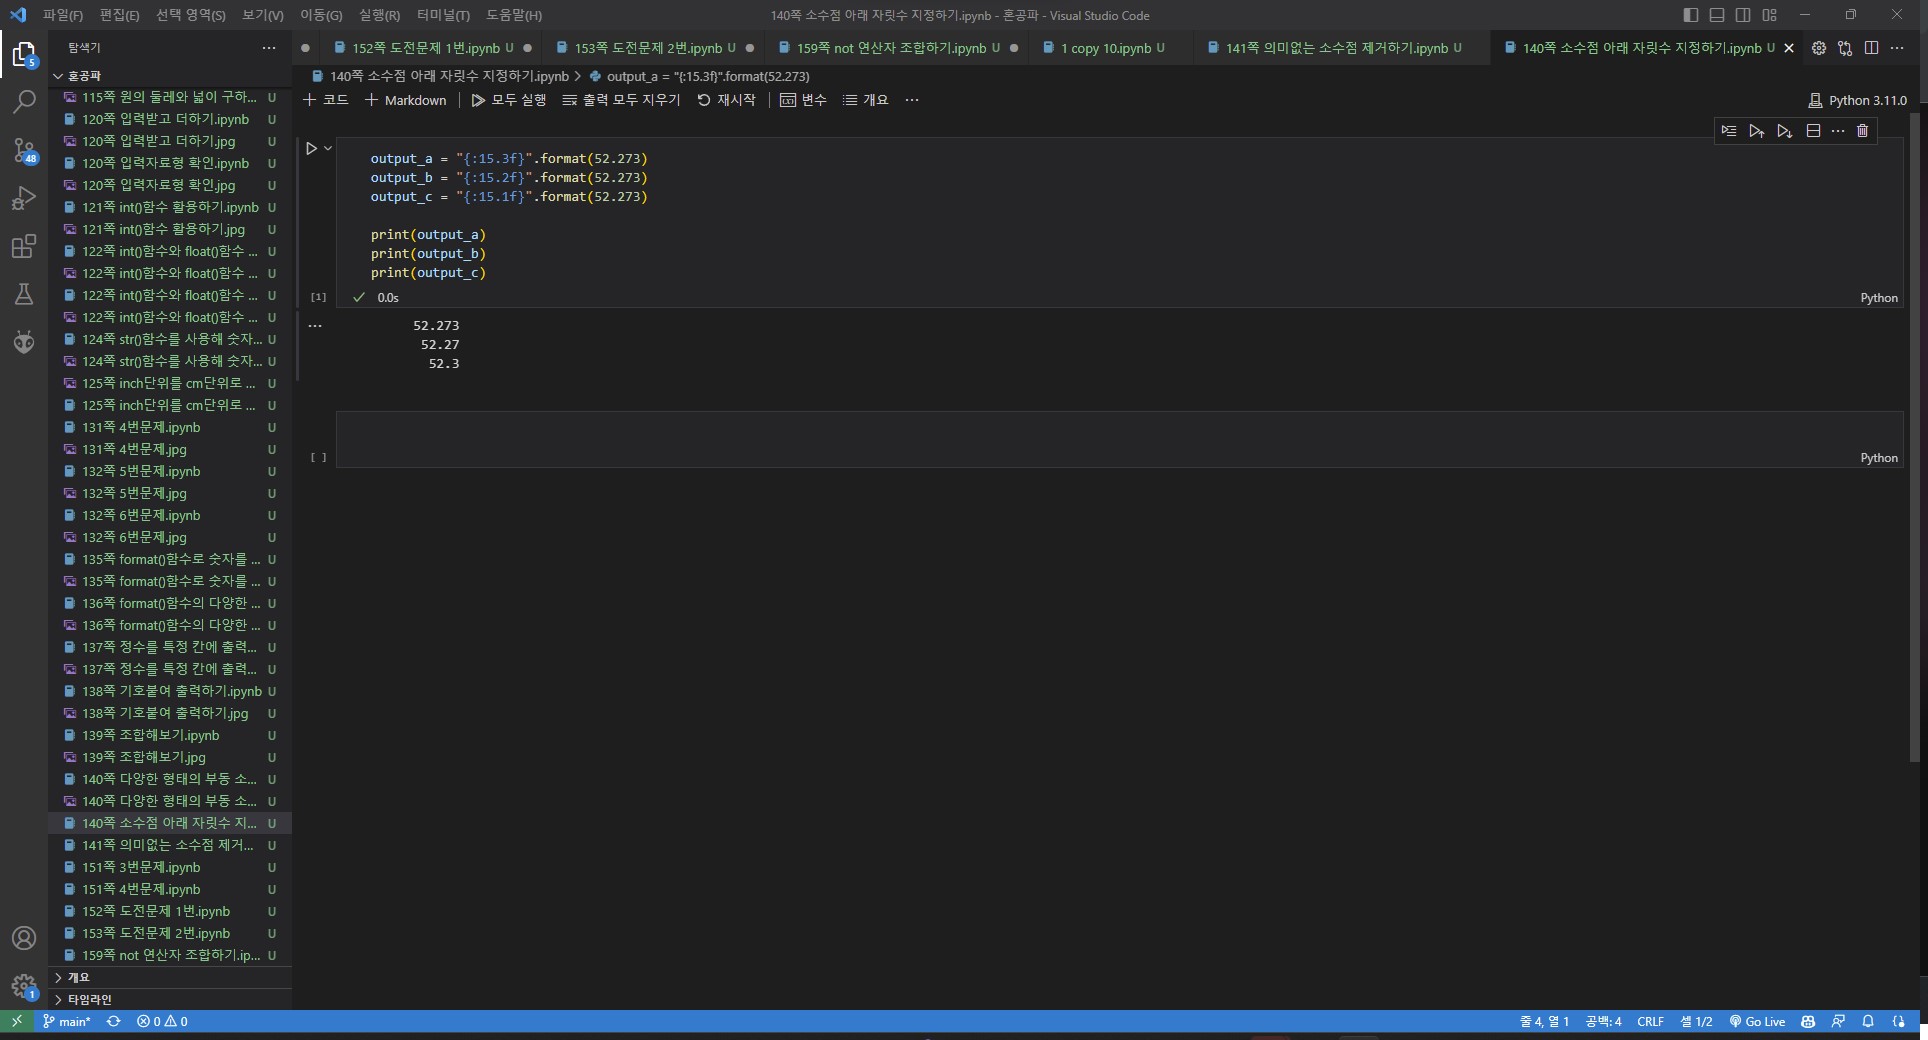 파일(F) 편집(E) 선택 영역(S) 보기(V) 이동(G) 실행(R) 터미널(T) 도움말(H)
140쪽 소수점 아래 자릿수 지정하기.ipynb - 혼공파 - Visual Studio Code
탐색기 ···
152쪽 도전문제 1번.ipynb U
153쪽 도전문제 2번.ipynb U
159쪽 not 연산자 조합하기.ipynb U
1 copy 10.ipynb U
141쪽 의미없는 소수점 제거하기.ipynb U
140쪽 소수점 아래 자릿수 지정하기.ipynb U
5
48
1
혼공파
115쪽 원의 둘레와 넓이 구하... U
120쪽 입력받고 더하기.ipynb U
120쪽 입력받고 더하기.jpg U
120쪽 입력자료형 확인.ipynb U
120쪽 입력자료형 확인.jpg U
121쪽 int()함수 활용하기.ipynb U
121쪽 int()함수 활용하기.jpg U
122쪽 int()함수와 float()함수 ... U
122쪽 int()함수와 float()함수 ... U
122쪽 int()함수와 float()함수 ... U
122쪽 int()함수와 float()함수 ... U
124쪽 str()함수를 사용해 숫자... U
124쪽 str()함수를 사용해 숫자... U
125쪽 inch단위를 cm단위로 ... U
125쪽 inch단위를 cm단위로 ... U
131쪽 4번문제.ipynb U
131쪽 4번문제.jpg U
132쪽 5번문제.ipynb U
132쪽 5번문제.jpg U
132쪽 6번문제.ipynb U
132쪽 6번문제.jpg U
135쪽 format()함수로 숫자를 ... U
135쪽 format()함수로 숫자를 ... U
136쪽 format()함수의 다양한 ... U
136쪽 format()함수의 다양한 ... U
137쪽 정수를 특정 칸에 출력... U
137쪽 정수를 특정 칸에 출력... U
138쪽 기호붙여 출력하기.ipynb U
138쪽 기호붙여 출력하기.jpg U
139쪽 조합해보기.ipynb U
139쪽 조합해보기.jpg U
140쪽 다양한 형태의 부동 소... U
140쪽 다양한 형태의 부동 소... U
140쪽 소수점 아래 자릿수 지... U
141쪽 의미없는 소수점 제거... U
151쪽 3번문제.ipynb U
151쪽 4번문제.ipynb U
152쪽 도전문제 1번.ipynb U
153쪽 도전문제 2번.ipynb U
159쪽 not 연산자 조합하기.ip... U
개요
타임라인
140쪽 소수점 아래 자릿수 지정하기.ipynb > output_a = "{:15.3f}".format(52.273)
+ 코드 + Markdown 모두 실행 출력 모두 지우기 재시작 변수 개요 ··· Python 3.11.0
output_a = "{:15.3f}".format(52.273)
output_b = "{:15.2f}".format(52.273)
output_c = "{:15.1f}".format(52.273)
print(output_a)
print(output_b)
print(output_c)
[1] 0.0s Python
52.273
52.27
52.3
[ ] Python
main* 0 0 줄 4, 열 1 공백: 4 CRLF 셀 1/2 Go Live